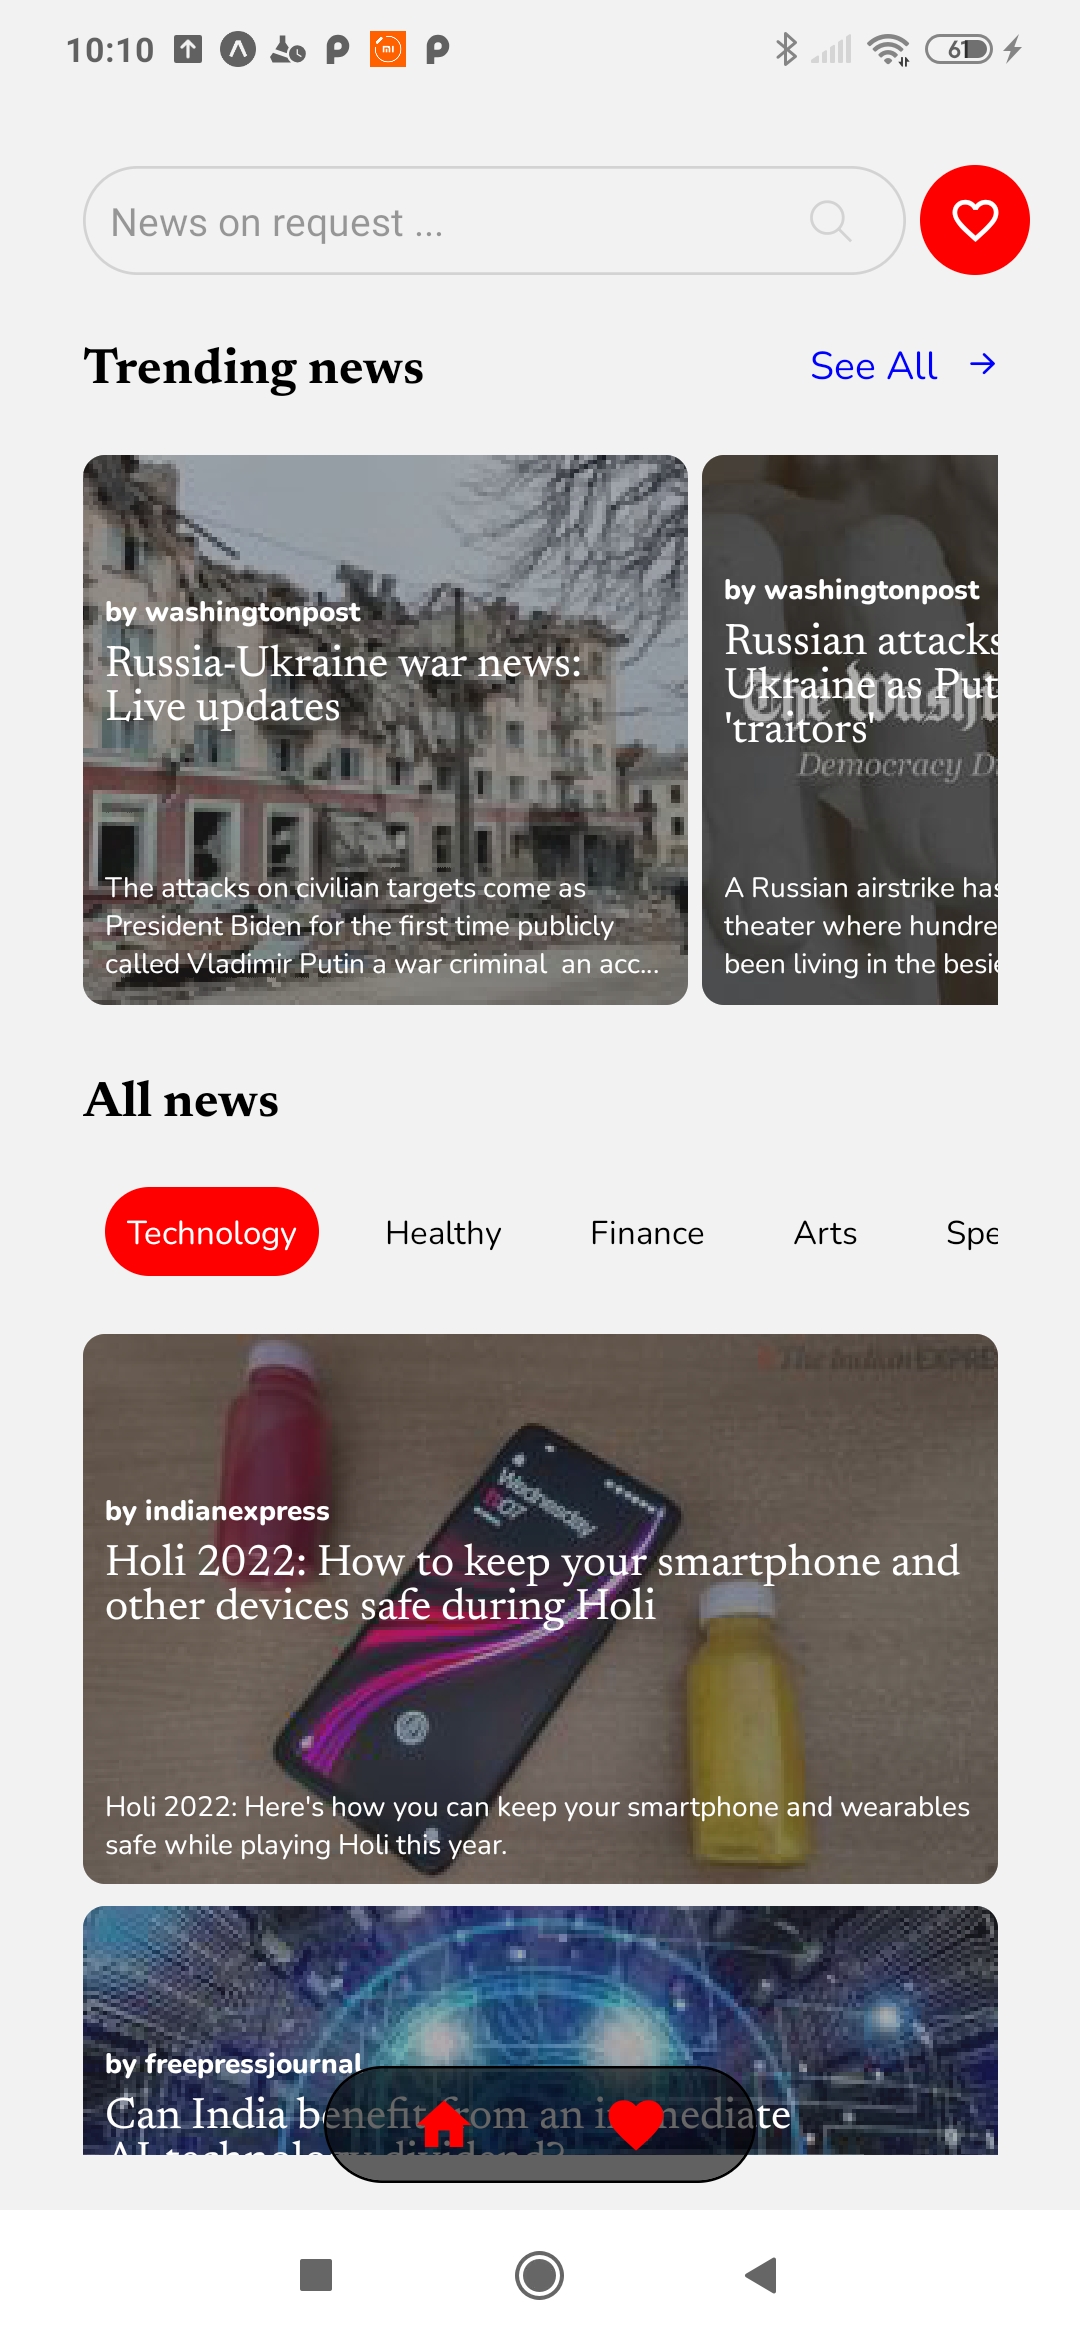 10:10
61
News on request ...
Trending news
See All
by washingtonpost
Russia-Ukraine war news:
Live updates
The attacks on civilian targets come as
President Biden for the first time publicly
called Vladimir Putin a war criminal  an acc...
by washingtonpost
Russian attacks
Ukraine as Put
'traitors'
The Washt
Democracy Di
A Russian airstrike has
theater where hundre
been living in the besie
All news
Technology
Healthy
Finance
Arts
Spe
The Indian EXPRE
Wednesday
by indianexpress
Holi 2022: How to keep your smartphone and
other devices safe during Holi
Holi 2022: Here's how you can keep your smartphone and wearables
safe while playing Holi this year.
by freepressjournal
Can India benefit from an immediate
AI technology dividend?